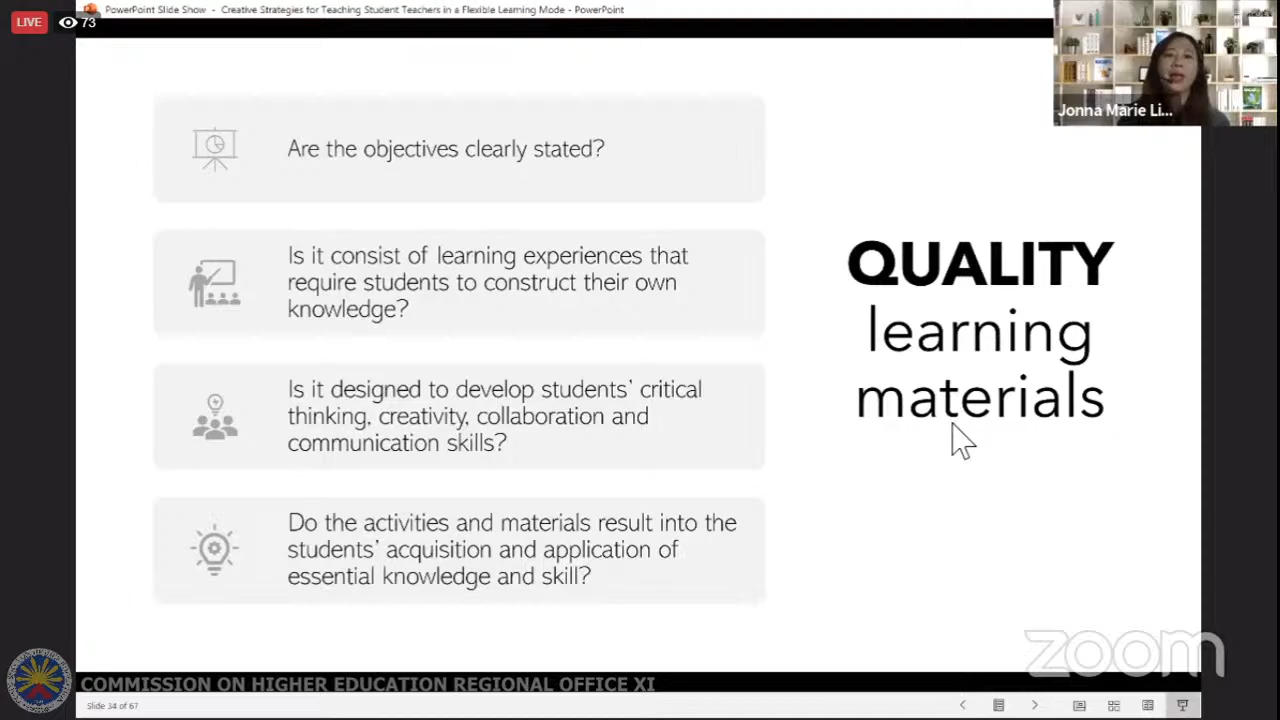 PowerPoint Slide Show - Creative Strategies for Teaching Student Teachers in a Flexible Learning Mode - PowerPoint
LIVE 73
Jonna Marie Li...
Are the objectives clearly stated?
Is it consist of learning experiences that
require students to construct their own
knowledge?
Is it designed to develop students' critical
thinking, creativity, collaboration and
communication skills?
Do the activities and materials result into the
students' acquisition and application of
essential knowledge and skill?
QUALITY
learning
materials
zoom
COMMISSION ON HIGHER EDUCATION REGIONAL OFFICE XI
Slide 34 of 67